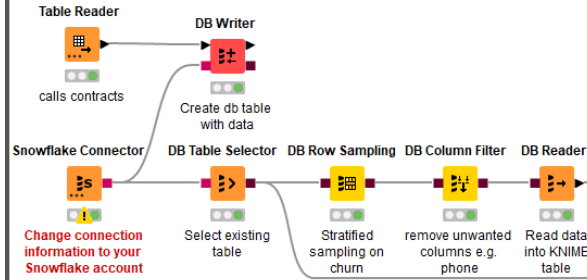 Table Reader
DB Writer
calls contracts
Create db table
with data
Snowflake Connector
DB Table Selector
DB Row Sampling
DB Column Filter
DB Reader
S
Change connection
information to your
Snowflake account
Select existing
table
Stratified
sampling on
churn
remove unwanted
columns e.g.
phone
Read data
into KNIME
table